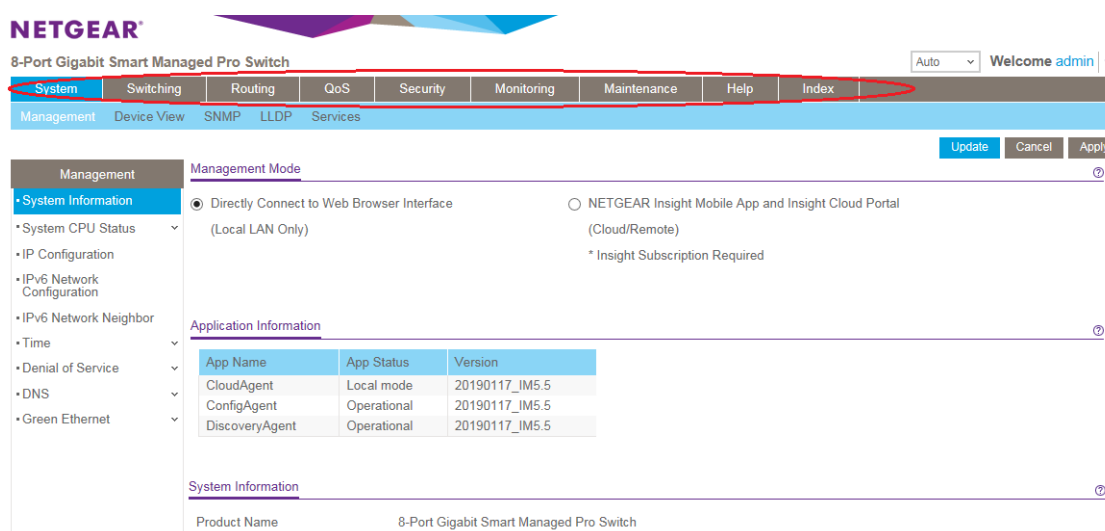 NETGEAR®
8-Port Gigabit Smart Managed Pro Switch
Auto Welcome admin
System Switching Routing QoS Security Monitoring Maintenance Help Index
Management Device View SNMP LLDP Services
Update Cancel Apply
Management
System Information
System CPU Status
IP Configuration
IPv6 Network
Configuration
IPv6 Network Neighbor
Time
Denial of Service
DNS
Green Ethernet
Management Mode
Directly Connect to Web Browser Interface
(Local LAN Only)
NETGEAR Insight Mobile App and Insight Cloud Portal
(Cloud/Remote)
* Insight Subscription Required
Application Information
App Name App Status Version
CloudAgent Local mode 20190117_IM5.5
ConfigAgent Operational 20190117_IM5.5
DiscoveryAgent Operational 20190117_IM5.5
System Information
Product Name 8-Port Gigabit Smart Managed Pro Switch